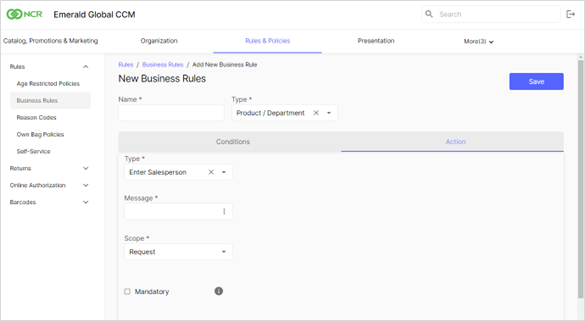 NCR
Emerald Global CCM
Search
Catalog, Promotions & Marketing
Organization
Rules & Policies
Presentation
More(3)
Rules
Age Restricted Policies
Business Rules
Reason Codes
Own Bag Policies
Self-Service
Returns
Online Authorization
Barcodes
Rules / Business Rules / Add New Business Rule
New Business Rules
Save
Name *
Type *
Product / Department
Conditions
Action
Type *
Enter Salesperson
Message *
Scope *
Request
Mandatory